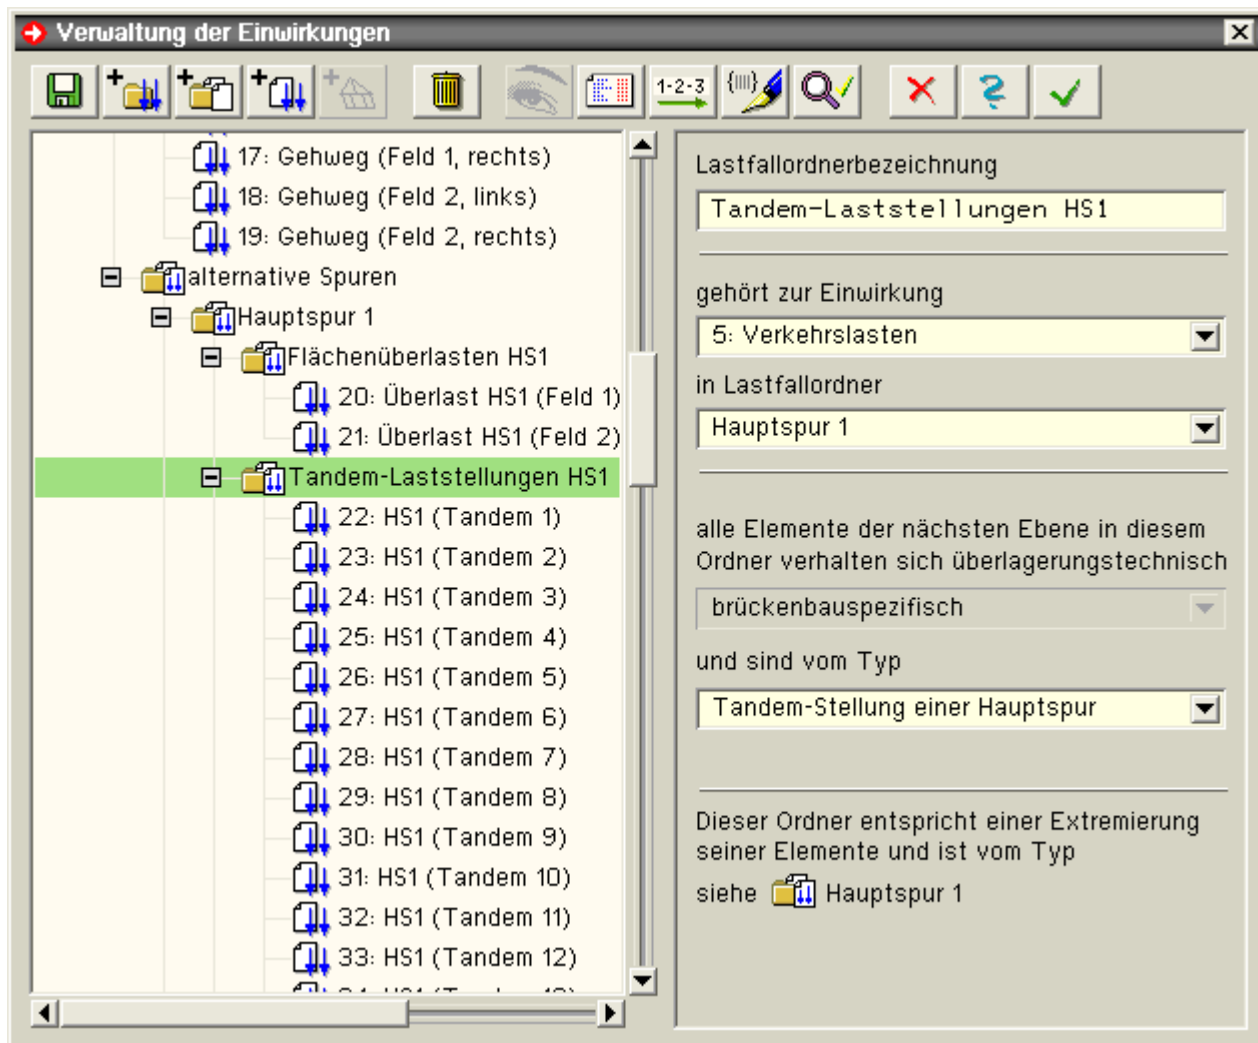 Verwaltung der Einwirkungen
1-2-3
17: Gehweg (Feld 1, rechts)
18: Gehweg (Feld 2, links)
19: Gehweg (Feld 2, rechts)
alternative Spuren
Hauptspur 1
Flächenüberlasten HS1
20: Überlast HS1 (Feld 1)
21: Überlast HS1 (Feld 2)
Tandem-Laststellungen HS1
22: HS1 (Tandem 1)
23: HS1 (Tandem 2)
24: HS1 (Tandem 3)
25: HS1 (Tandem 4)
26: HS1 (Tandem 5)
27: HS1 (Tandem 6)
28: HS1 (Tandem 7)
29: HS1 (Tandem 8)
30: HS1 (Tandem 9)
31: HS1 (Tandem 10)
32: HS1 (Tandem 11)
33: HS1 (Tandem 12)
Lastfallordnerbezeichnung
Tandem-Laststellungen HS1
gehört zur Einwirkung
5: Verkehrslasten
in Lastfallordner
Hauptspur 1
alle Elemente der nächsten Ebene in diesem
Ordner verhalten sich überlagerungstechnisch
brückenbauspezifisch
und sind vom Typ
Tandem-Stellung einer Hauptspur
Dieser Ordner entspricht einer Extremierung
seiner Elemente und ist vom Typ
siehe Hauptspur 1